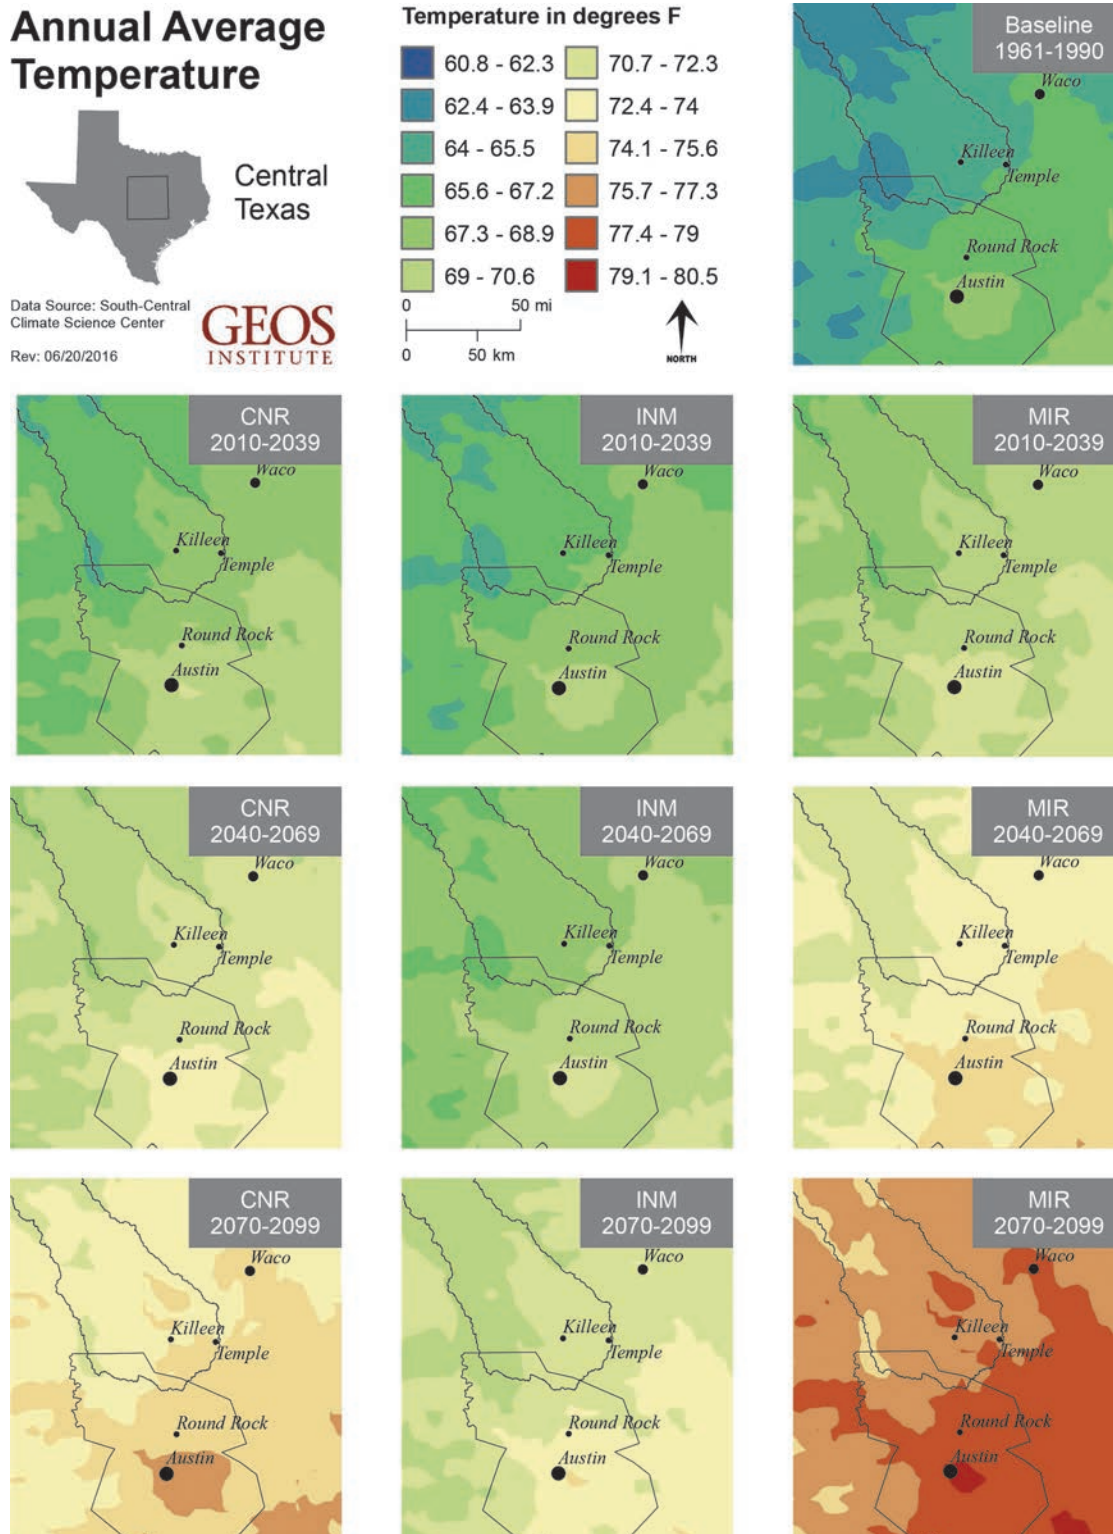 Annual Average
Temperature
Central
Texas
Data Source: South-Central
Climate Science Center
Rev: 06/20/2016
GEOS
INSTITUTE
Temperature in degrees F
60.8 - 62.3
62.4 - 63.9
64 - 65.5
65.6 - 67.2
67.3 - 68.9
69 - 70.6
70.7 - 72.3
72.4 - 74
74.1 - 75.6
75.7 - 77.3
77.4 - 79
79.1 - 80.5
0 50 mi
0 50 km
NORTH
Baseline
1961-1990
Waco
Killeen
Temple
Round Rock
Austin
CNR
2010-2039
Waco
Killeen
Temple
Round Rock
Austin
INM
2010-2039
Waco
Killeen
Temple
Round Rock
Austin
MIR
2010-2039
Waco
Killeen
Temple
Round Rock
Austin
CNR
2040-2069
Waco
Killeen
Temple
Round Rock
Austin
INM
2040-2069
Waco
Killeen
Temple
Round Rock
Austin
MIR
2040-2069
Waco
Killeen
Temple
Round Rock
Austin
CNR
2070-2099
Waco
Killeen
Temple
Round Rock
Austin
INM
2070-2099
Waco
Killeen
Temple
Round Rock
Austin
MIR
2070-2099
Waco
Killeen
Temple
Round Rock
Austin